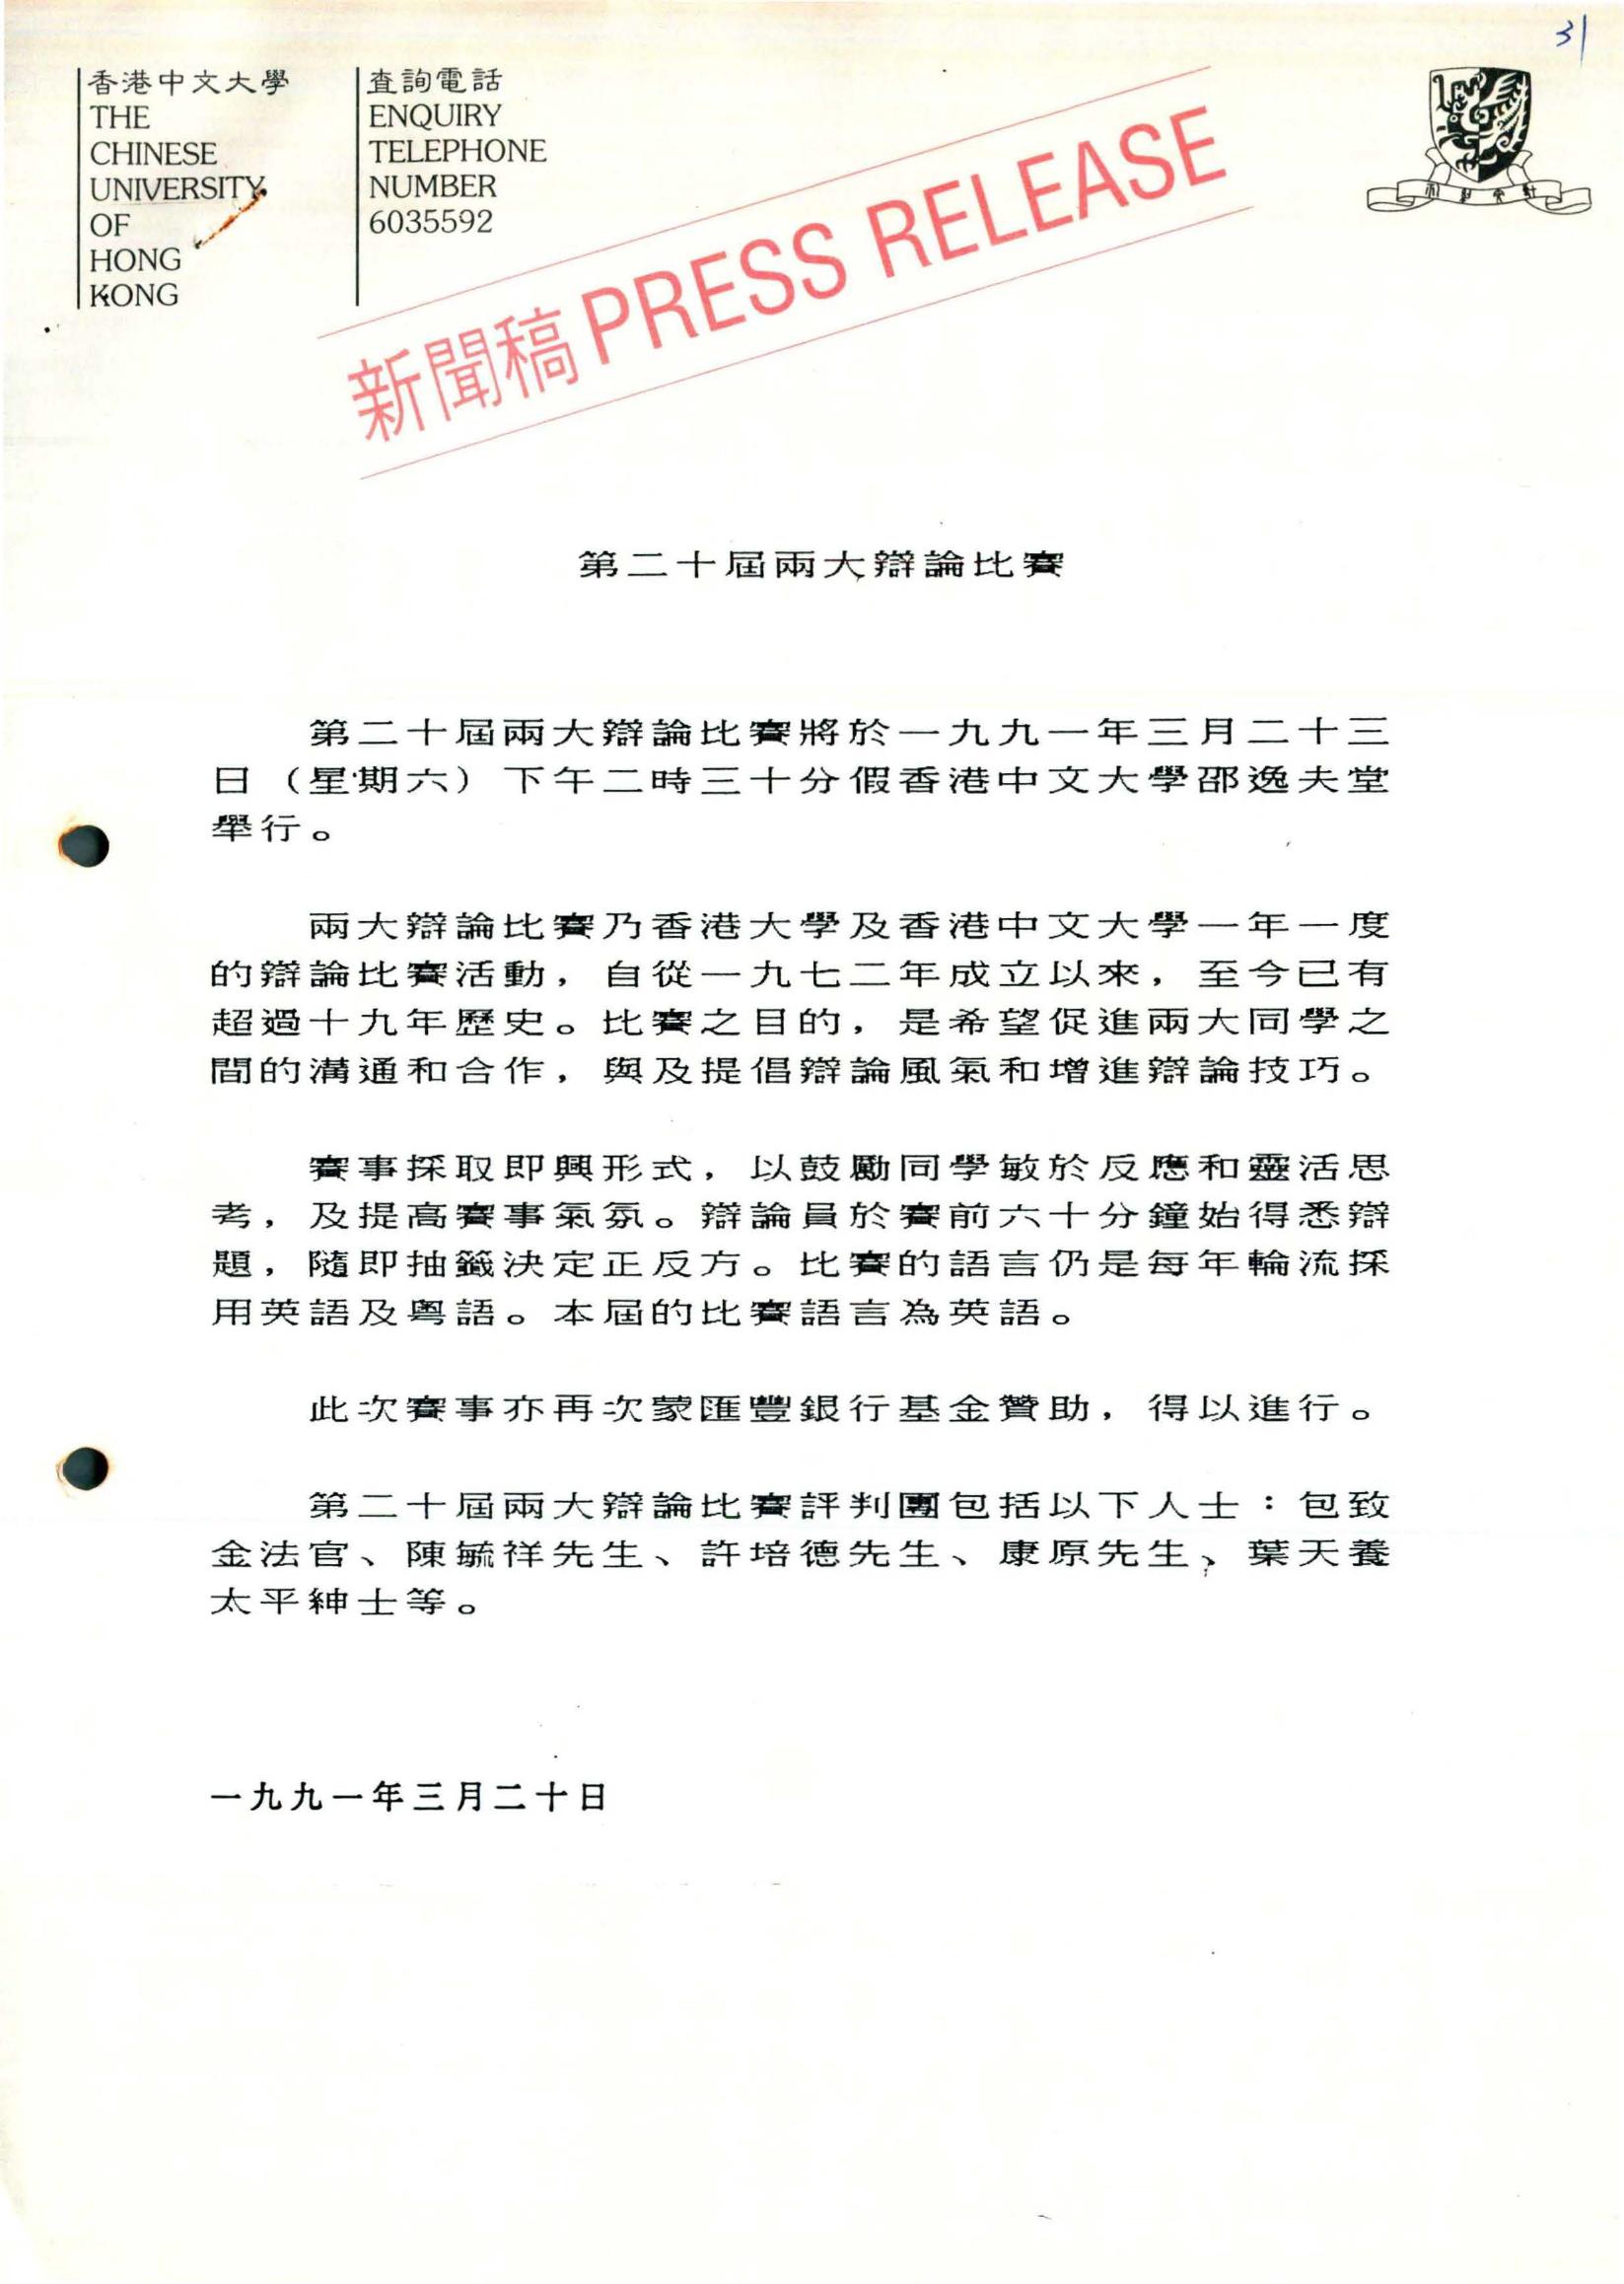 31
香港中文大學
THE
CHINESE
UNIVERSITY
OF
HONG
KONG
查詢電話
ENQUIRY
TELEPHONE
NUMBER
6035592
新聞稿 PRESS RELEASE
第二十屆兩大辯論比賽
第二十屆兩大辯論比賽將於一九九一年三月二十三
日（星期六）下午二時三十分假香港中文大學邵逸夫堂
舉行。
兩大辯論比賽乃香港大學及香港中文大學一年一度
的辯論比賽活動，自從一九七二年成立以來，至今已有
超過十九年歷史。比賽之目的，是希望促進兩大同學之
間的溝通和合作，與及提倡辯論風氣和增進辯論技巧。
賽事採取即興形式，以鼓勵同學敏於反應和靈活思
考，及提高賽事氣氛。辯論員於賽前六十分鐘始得悉辯
題，隨即抽籤決定正反方。比賽的語言仍是每年輪流採
用英語及粵語。本屆的比賽語言為英語。
此次賽事亦再次蒙匯豐銀行基金贊助，得以進行。
第二十屆兩大辯論比賽評判團包括以下人士：包致
金法官、陳毓祥先生、許培德先生、康原先生、葉天養
太平紳士等。
一九九一年三月二十日